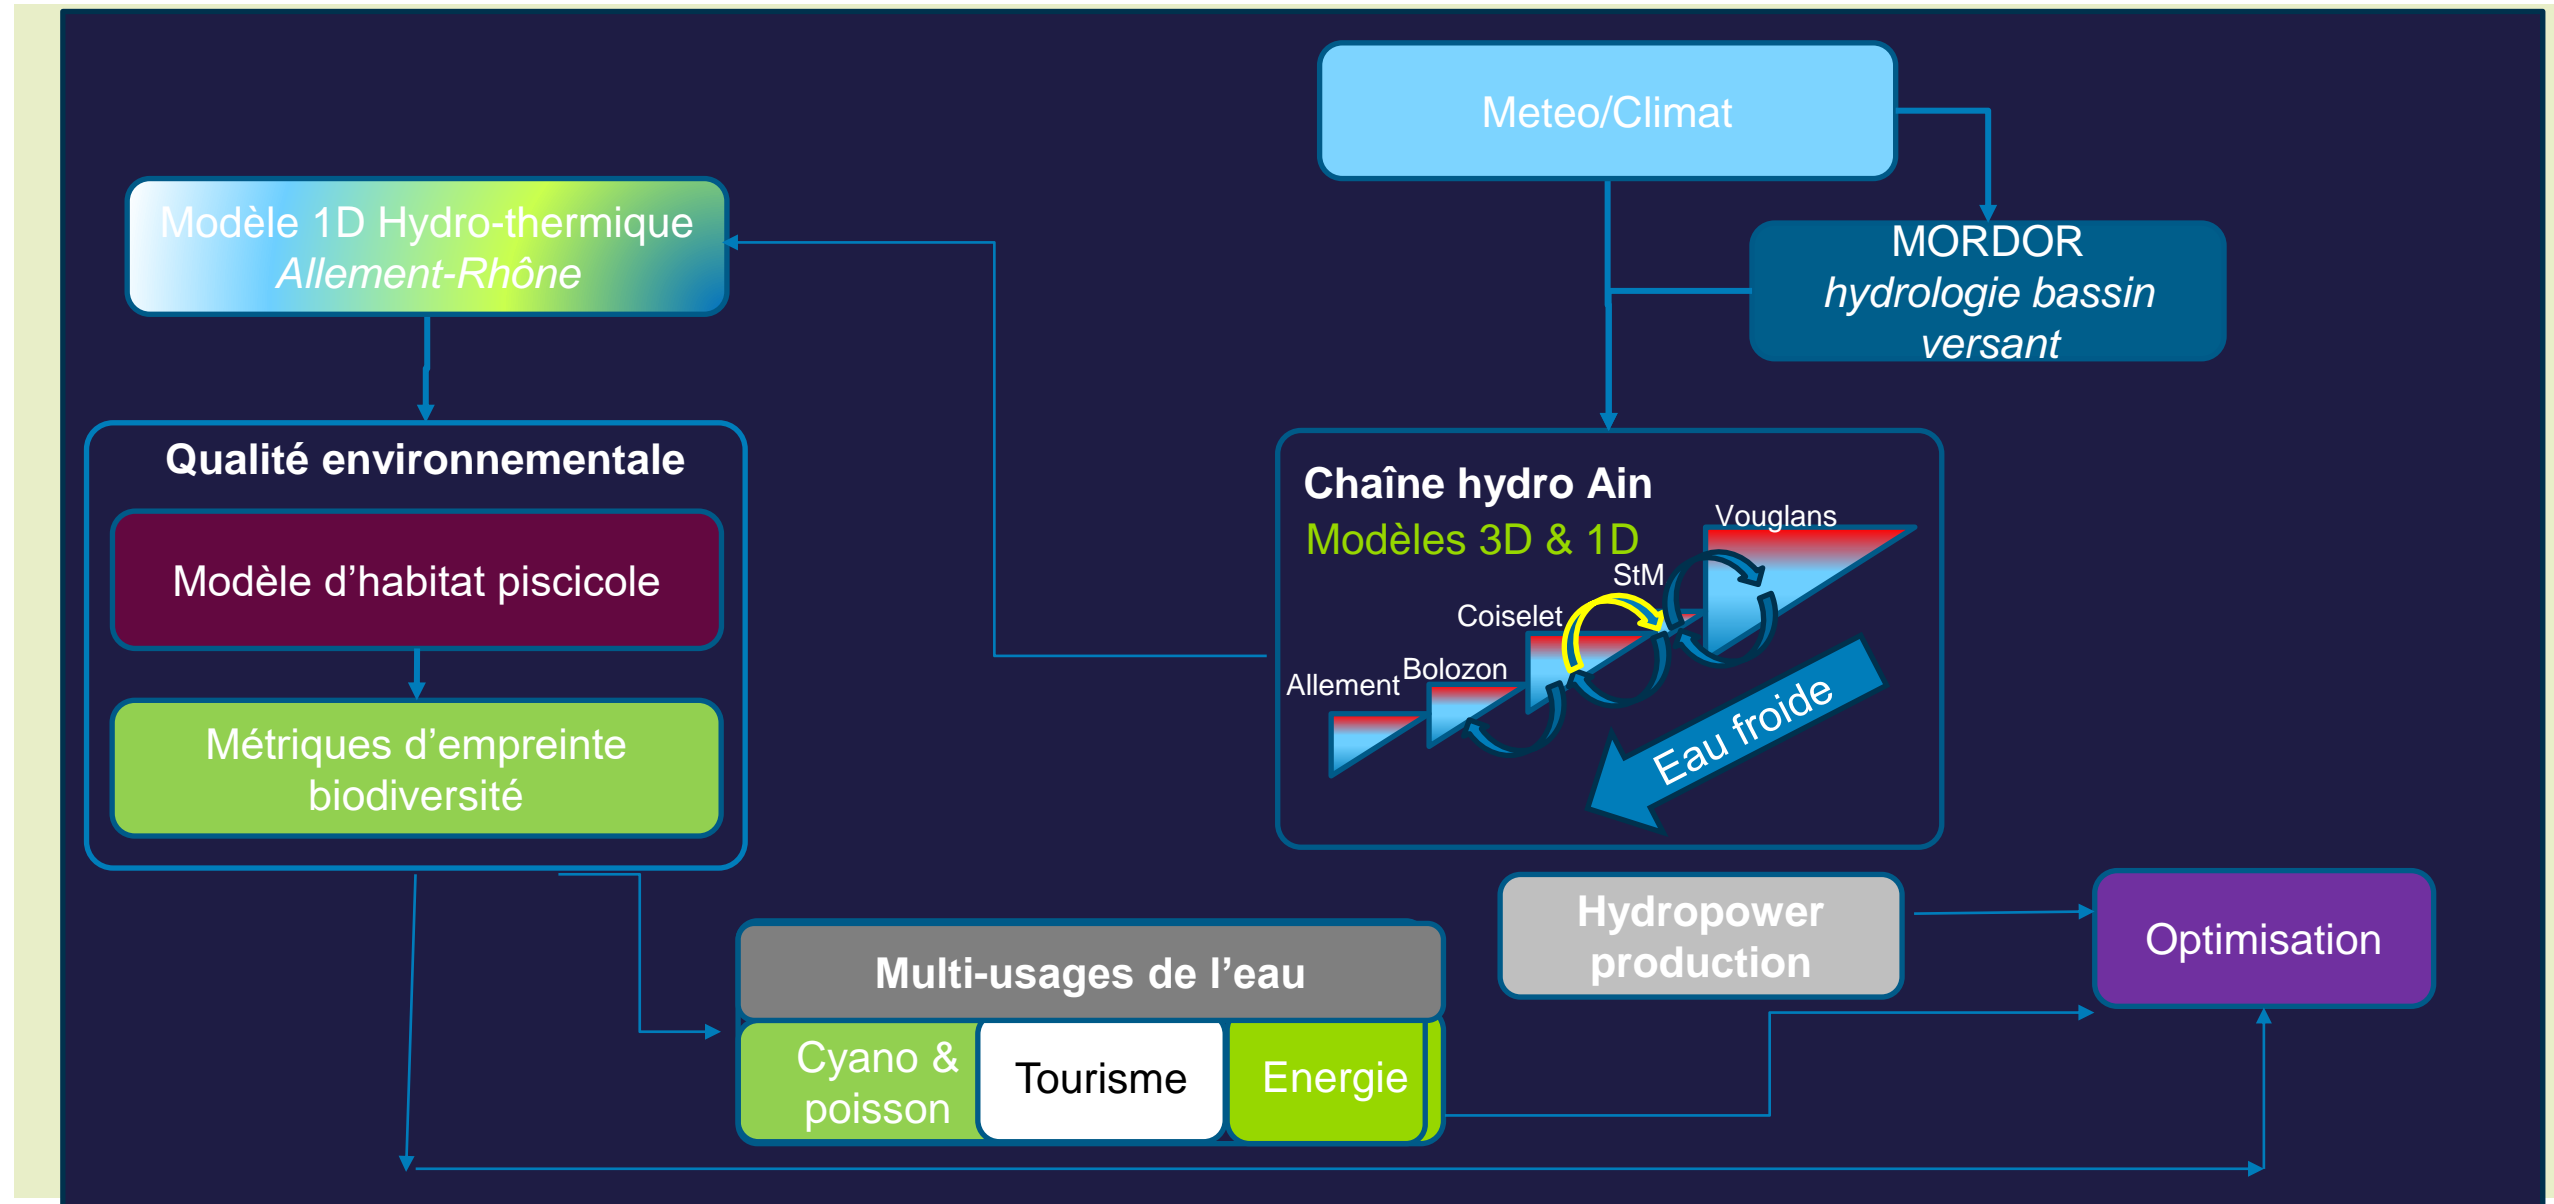 Meteo/Climat
Modèle 1D Hydro-thermique
Allement-Rhône
MORDOR
hydrologie bassin
versant
Qualité environnementale
Modèle d’habitat piscicole
Métriques d’empreinte
biodiversité
Chaîne hydro Ain
Modèles 3D & 1D
Vouglans
StM
Coiselet
Bolozon
Allement
Eau froide
Hydropower
production
Optimisation
Multi-usages de l’eau
Cyano &
poisson
Tourisme
Energie